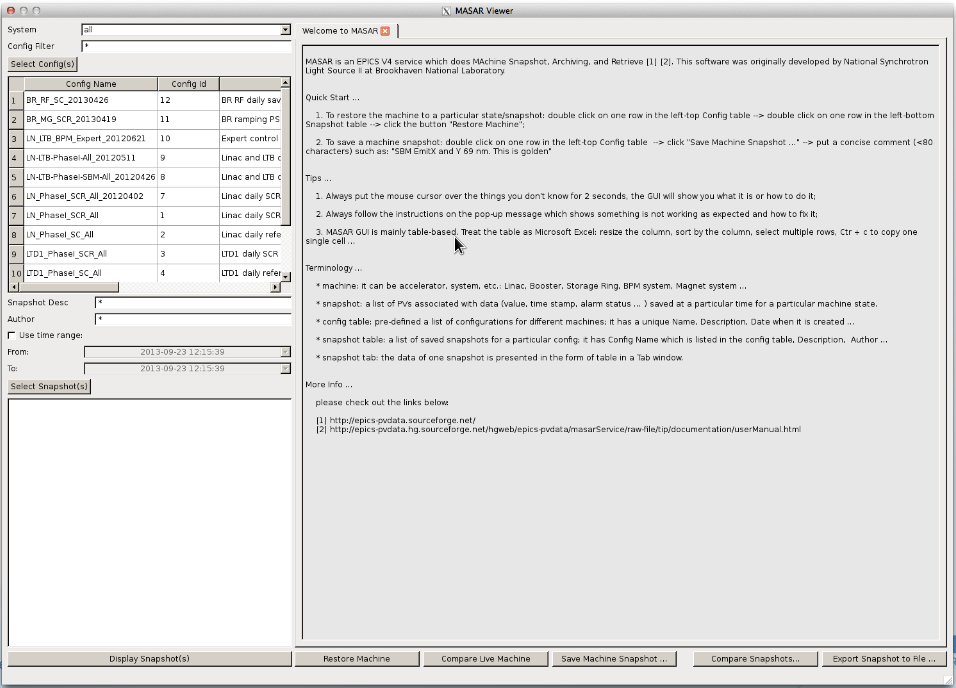 MASAR Viewer
System
all
Config Filter
*
Select Config(s)
Config Name Config Id
1 BR_RF_SC_20130426 12 BR RF daily sav
2 BR_MG_SCR_20130419 11 BR ramping PS
3 LN_LTB_BPM_Expert_20120621 10 Expert control
4 LN-LTB-PhaseI-All_20120511 9 Linac and LTB c
5 LN-LTB-PhaseI-SBM-All_20120426 8 Linac and LTB c
6 LN_PhaseI_SCR_All_20120402 7 Linac daily SCR
7 LN_PhaseI_SCR_All 1 Linac daily SCR
8 LN_PhaseI_SC_All 2 Linac daily refe
9 LTD1_PhaseI_SCR_All 3 LTD1 daily SCR
10 LTD1_PhaseI_SC_All 4 LTD1 daily refer
Snapshot Desc *
Author *
Use time range:
From: 2013-09-23 12:15:39
To: 2013-09-23 12:15:39
Select Snapshot(s)
Display Snapshot(s)
Welcome to MASAR
MASAR is an EPICS V4 service which does MAchine Snapshot, Archiving, and Retrieve [1] [2]. This software was originally developed by National Synchrotron
Light Source II at Brookhaven National Laboratory.
Quick Start ...
1. To restore the machine to a particular state/snapshot: double click on one row in the left-top Config table --> double click on one row in the left-bottom
Snapshot table --> click the button "Restore Machine";
2. To save a machine snapshot: double click on one row in the left-top Config table --> click "Save Machine Snapshot ..." --> put a concise comment (<80
characters) such as: "SBM EmitX and Y 69 nm. This is golden"
Tips ...
1. Always put the mouse cursor over the things you don't know for 2 seconds, the GUI will show you what it is or how to do it;
2. Always follow the instructions on the pop-up message which shows something is not working as expected and how to fix it;
3. MASAR GUI is mainly table-based. Treat the table as Microsoft Excel: resize the column, sort by the column, select multiple rows, Ctr + c to copy one
single cell ...
Terminology ...
* machine: it can be accelerator, system, etc.: Linac, Booster, Storage Ring, BPM system, Magnet system ...
* snapshot: a list of PVs associated with data (value, time stamp, alarm status ... ) saved at a particular time for a particular machine state.
* config table: pre-defined a list of configurations for different machines: it has a unique Name, Description, Date when it is created ...
* snapshot table: a list of saved snapshots for a particular config: it has Config Name which is listed in the config table, Description, Author ...
* snapshot tab: the data of one snapshot is presented in the form of table in a Tab window.
More Info ...
please check out the links below:
[1] http://epics-pvdata.sourceforge.net/
[2] http://epics-pvdata.hg.sourceforge.net/hgweb/epics-pvdata/masarService/raw-file/tip/documentation/userManual.html
Restore Machine
Compare Live Machine
Save Machine Snapshot ...
Compare Snapshots...
Export Snapshot to File ...